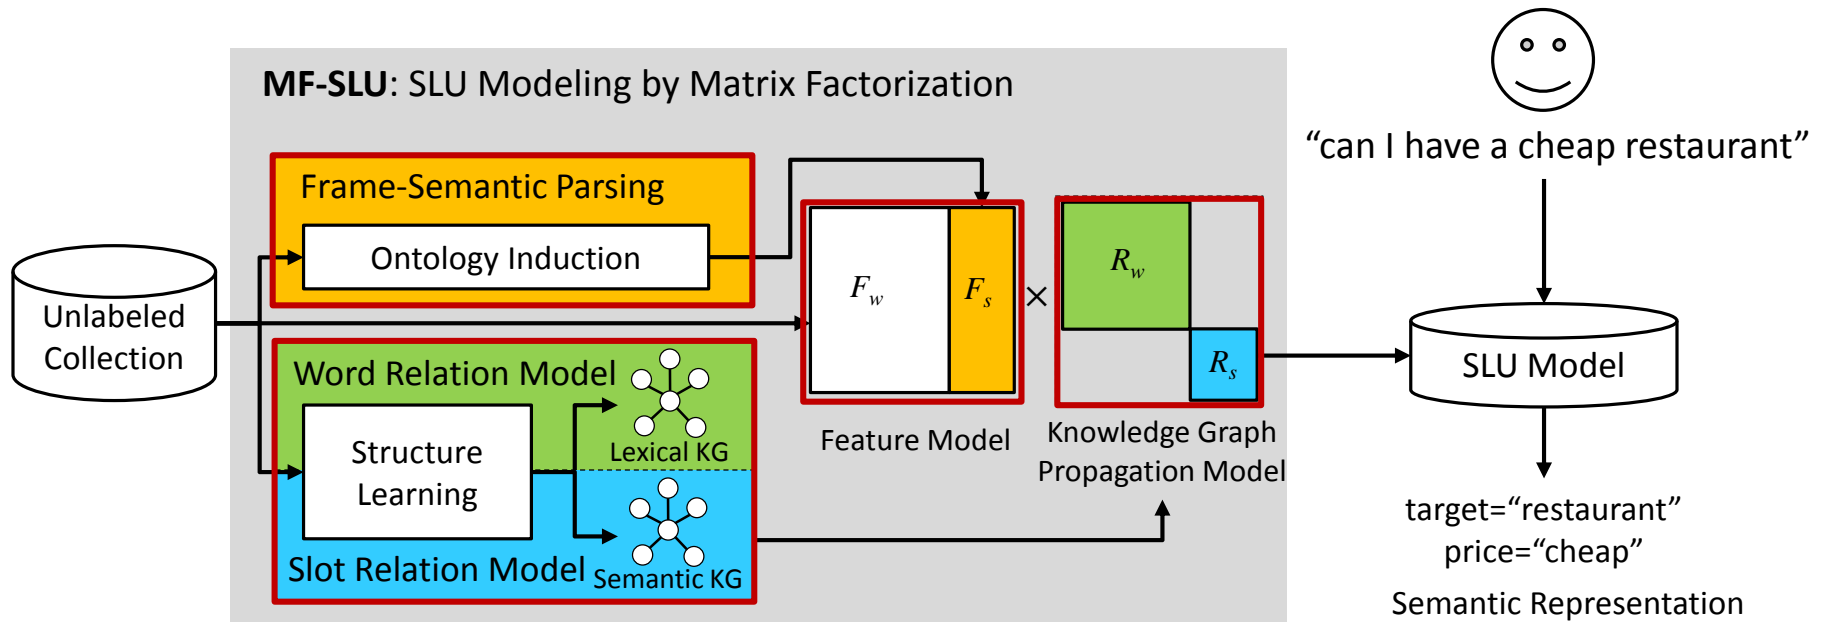 MF-SLU: SLU Modeling by Matrix Factorization
“can I have a cheap restaurant”
Frame-Semantic Parsing
Ontology Induction
Unlabeled
Collection
F_w
F_s
×
R_w
R_s
SLU Model
Word Relation Model
Lexical KG
Structure
Learning
Slot Relation Model
Semantic KG
Feature Model
Knowledge Graph
Propagation Model
target=“restaurant”
price=“cheap”
Semantic Representation